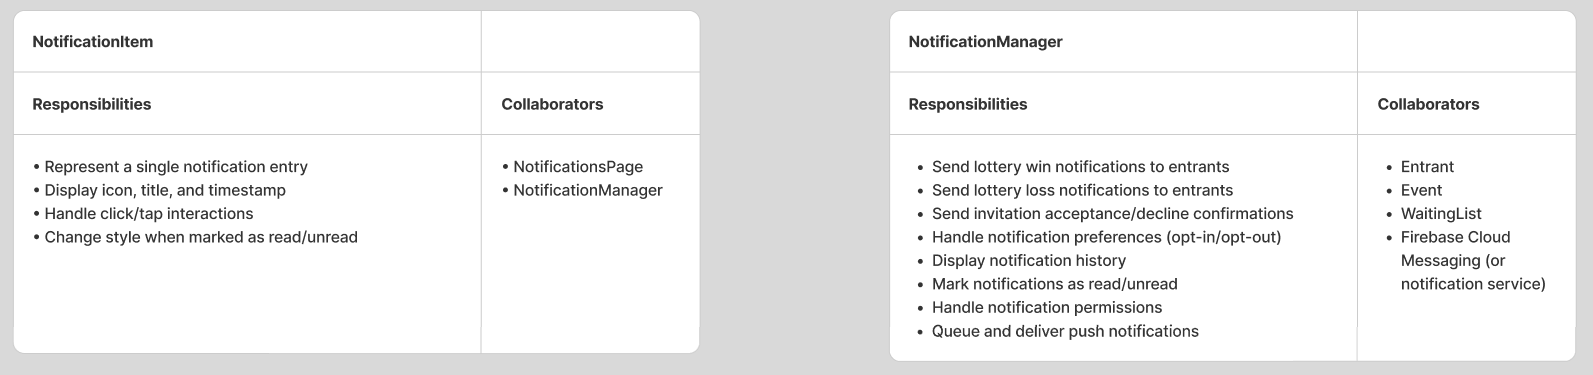 NotificationItem
Responsibilities
Collaborators
• Represent a single notification entry
• Display icon, title, and timestamp
• Handle click/tap interactions
• Change style when marked as read/unread
• NotificationsPage
• NotificationManager
NotificationManager
Responsibilities
Collaborators
• Send lottery win notifications to entrants
• Send lottery loss notifications to entrants
• Send invitation acceptance/decline confirmations
• Handle notification preferences (opt-in/opt-out)
• Display notification history
• Mark notifications as read/unread
• Handle notification permissions
• Queue and deliver push notifications
• Entrant
• Event
• WaitingList
• Firebase Cloud
Messaging (or
notification service)